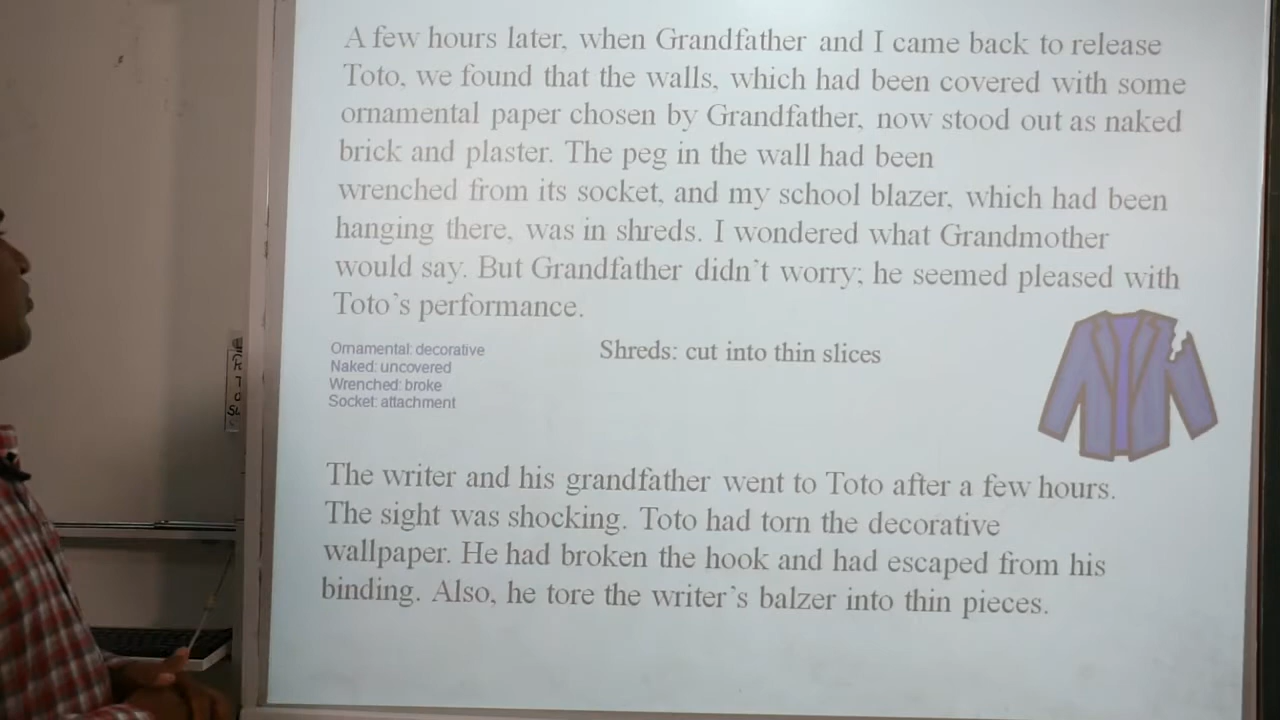 A few hours later, when Grandfather and I came back to release
Toto, we found that the walls, which had been covered with some
ornamental paper chosen by Grandfather, now stood out as naked
brick and plaster. The peg in the wall had been
wrenched from its socket, and my school blazer, which had been
hanging there, was in shreds. I wondered what Grandmother
would say. But Grandfather didn't worry; he seemed pleased with
Toto's performance.
Ornamental: decorative
Naked: uncovered
Wrenched: broke
Socket: attachment
Shreds: cut into thin slices
The writer and his grandfather went to Toto after a few hours.
The sight was shocking. Toto had torn the decorative
wallpaper. He had broken the hook and had escaped from his
binding. Also, he tore the writer's balzer into thin pieces.